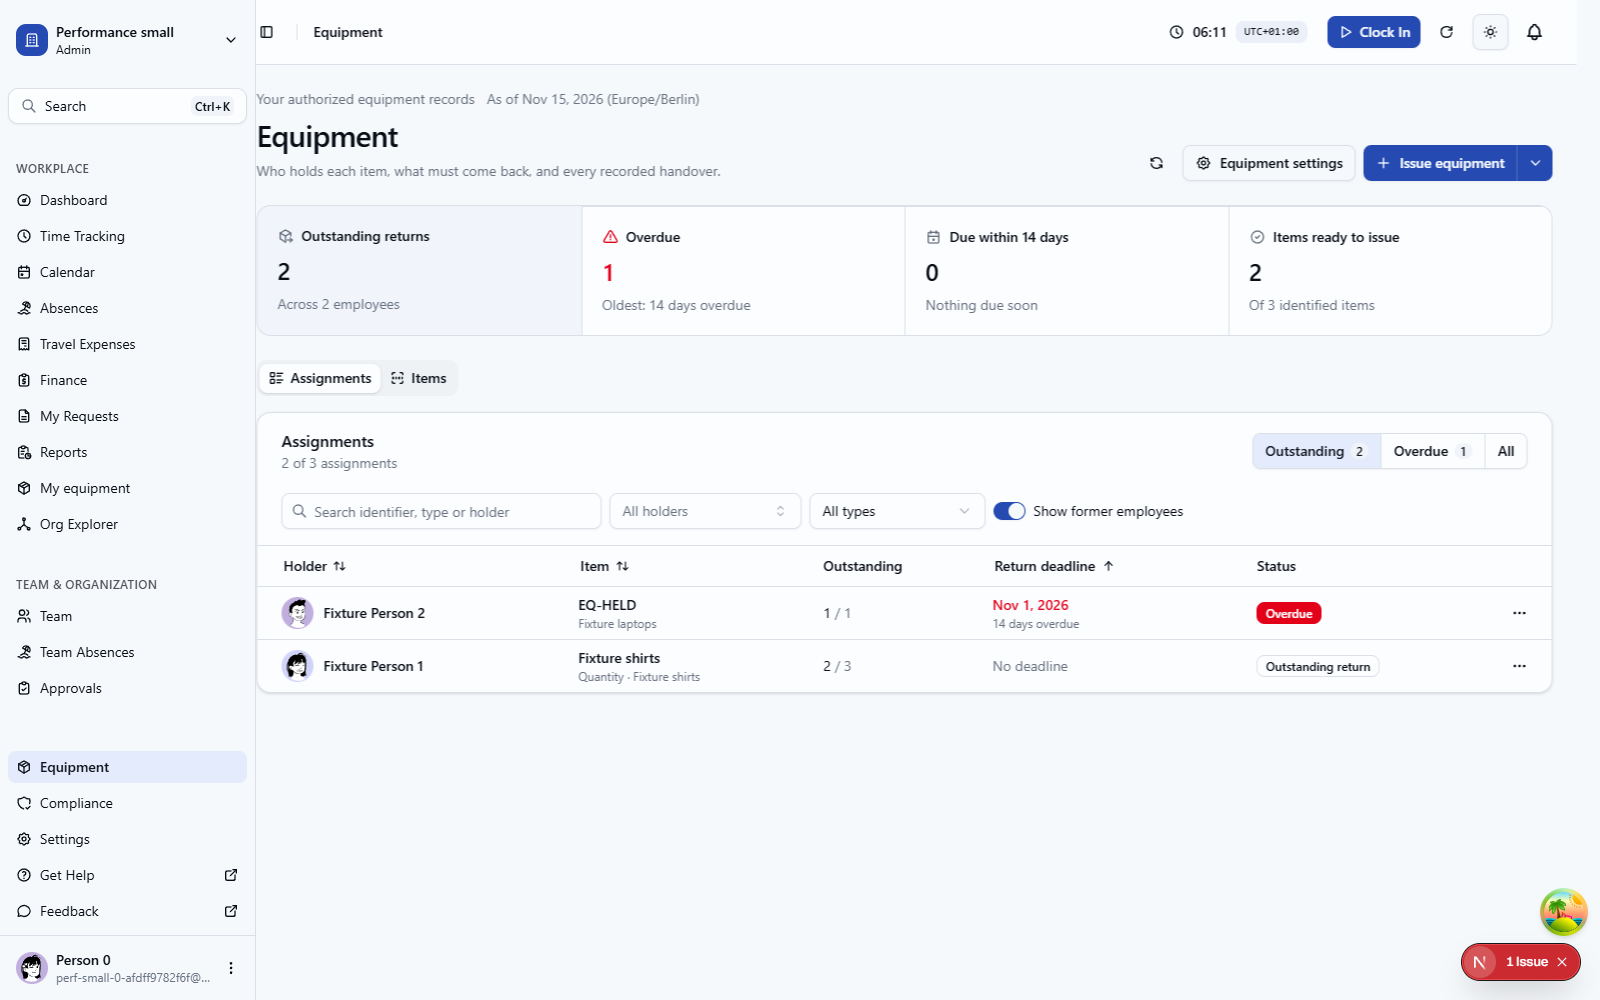 Performance small
Admin
Search
Ctrl+K
WORKPLACE
Dashboard
Time Tracking
Calendar
Absences
Travel Expenses
Finance
My Requests
Reports
My equipment
Org Explorer
TEAM & ORGANIZATION
Team
Team Absences
Approvals
Equipment
Compliance
Settings
Get Help
Feedback
Person 0
perf-small-0-afdff9782f6f@...
Equipment
06:11 UTC+01:00
Clock In
Your authorized equipment records As of Nov 15, 2026 (Europe/Berlin)
Equipment
Who holds each item, what must come back, and every recorded handover.
Equipment settings
Issue equipment
Outstanding returns
2
Across 2 employees
Overdue
1
Oldest: 14 days overdue
Due within 14 days
0
Nothing due soon
Items ready to issue
2
Of 3 identified items
Assignments
Items
Assignments
2 of 3 assignments
Outstanding 2
Overdue 1
All
Search identifier, type or holder
All holders
All types
Show former employees
Holder Item Outstanding Return deadline Status
Fixture Person 2
EQ-HELD
Fixture laptops
1 / 1
Nov 1, 2026
14 days overdue
Overdue
Fixture Person 1
Fixture shirts
Quantity · Fixture shirts
2 / 3
No deadline
Outstanding return
N 1 Issue